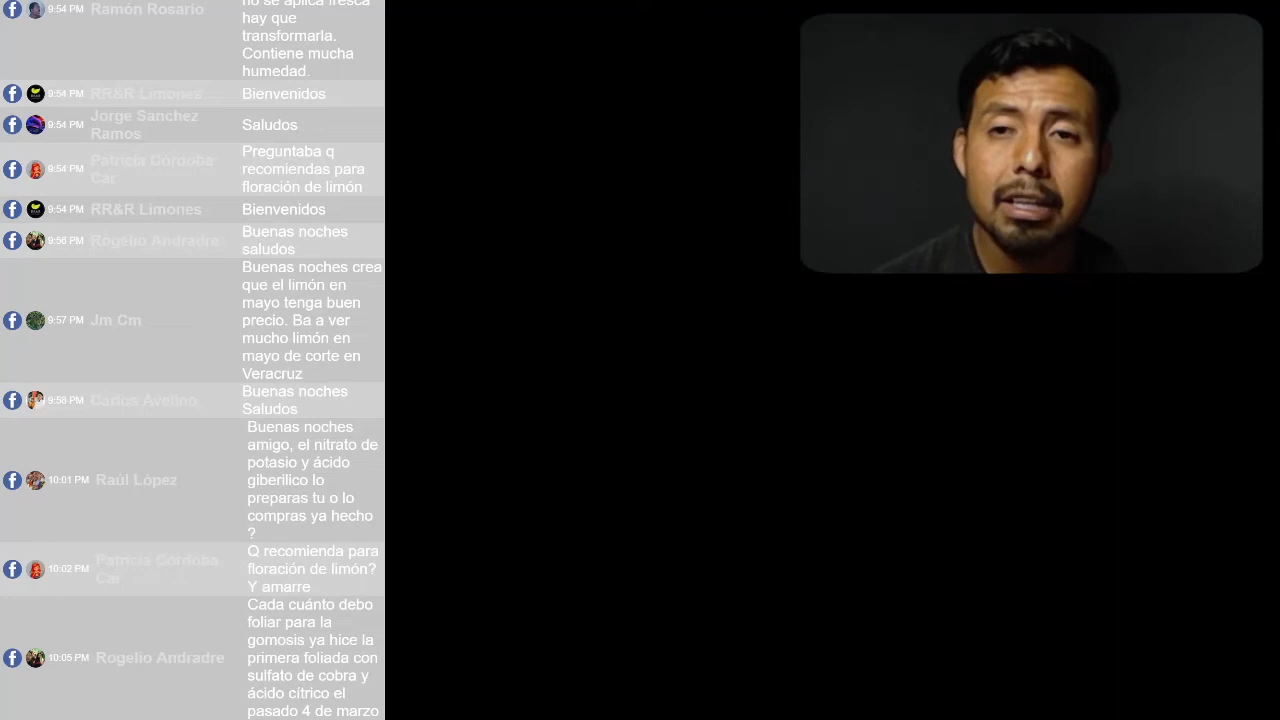 no se aplica fresca
9:54 PM Ramón Rosario
hay que
transformarla.
Contiene mucha
humedad.
9:54 PM RR&R Limones Bienvenidos
9:54 PM Jorge Sanchez
Ramos
Saludos
Preguntaba q
9:54 PM Patricia Córdoba
Car
recomiendas para
floración de limón
9:54 PM RR&R Limones Bienvenidos
9:56 PM Rogelio Andradre
Buenas noches
saludos
Buenas noches crea
que el limón en
mayo tenga buen
9:57 PM Jm Cm precio. Ba a ver
mucho limón en
mayo de corte en
Veracruz
9:58 PM Carlos Avelino
Buenas noches
Saludos
Buenas noches
amigo, el nitrato de
potasio y ácido
10:01 PM Raúl López giberilico lo
preparas tu o lo
compras ya hecho
?
Q recomienda para
10:02 PM Patricia Córdoba
Car
floración de limón?
Y amarre
Cada cuánto debo
foliar para la
gomosis ya hice la
10:05 PM Rogelio Andradre primera foliada con
sulfato de cobra y
ácido cítrico el
pasado 4 de marzo